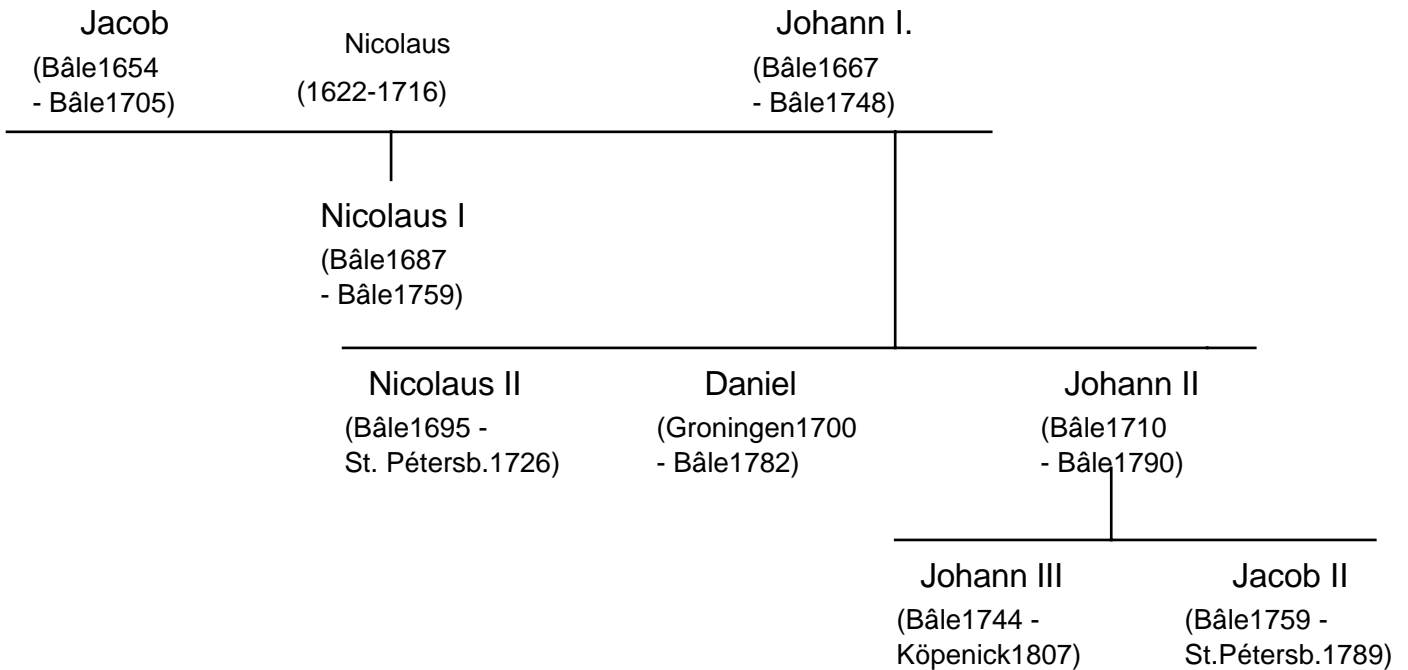 Jacob
(Bâle1654
- Bâle1705)
Nicolaus
(1622-1716)
Johann I.
(Bâle1667
- Bâle1748)
Nicolaus I
(Bâle1687
- Bâle1759)
Nicolaus II
(Bâle1695 -
St. Pétersb.1726)
Daniel
(Groningen1700
- Bâle1782)
Johann II
(Bâle1710
- Bâle1790)
Johann III
(Bâle1744 -
Köpenick1807)
Jacob II
(Bâle1759 -
St.Pétersb.1789)